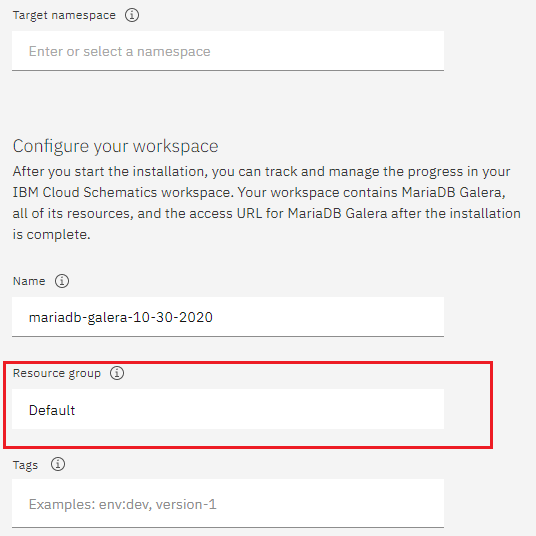 Target namespace
Enter or select a namespace
Configure your workspace
After you start the installation, you can track and manage the progress in your
IBM Cloud Schematics workspace. Your workspace contains MariaDB Galera,
all of its resources, and the access URL for MariaDB Galera after the installation
is complete.
Name
mariadb-galera-10-30-2020
Resource group
Default
Tags
Examples: env:dev, version-1